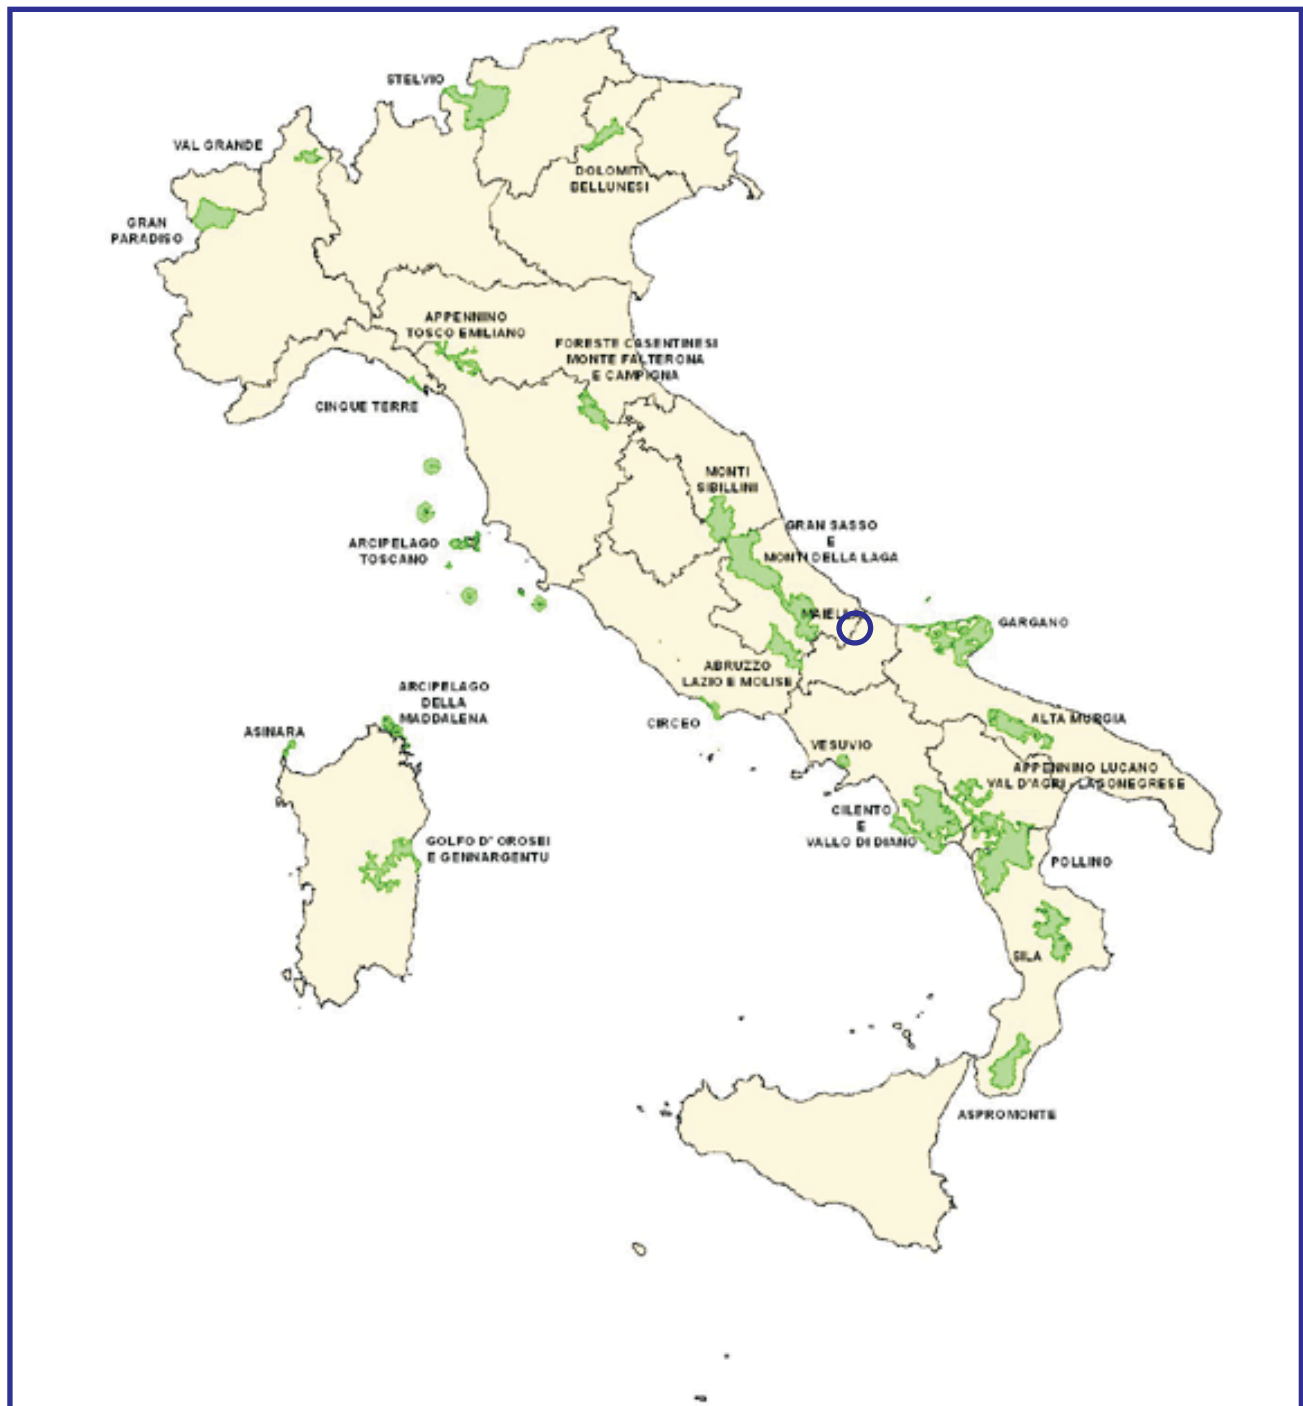 STELVIO
VAL GRANDE
DOLOMITI
BELLUNESI
GRAN
PARADISO
APPENNINO
TOSCO EMILIANO
FORESTE CASENTINESI
MONTE FALTERONA
E CAMPIGNA
CINQUE TERRE
MONTI
SIBILLINI
GRAN SASSO
E
MONTI DELLA LAGA
ARCIPELAGO
TOSCANO
GARGANO
ABRUZZO
LAZIO E MOLISE
ARCIPELAGO
DELLA
MADDALENA
CIRCEO
ALTA MURGIA
ASINARA
VESUVIO
APPENNINO LUCANO
VAL D'AGRI LAGONEGRESE
CILENTO
E
VALLO DI DIANO
GOLFO D' OROSEI
E GENNARGENTU
POLLINO
SILA
ASPROMONTE